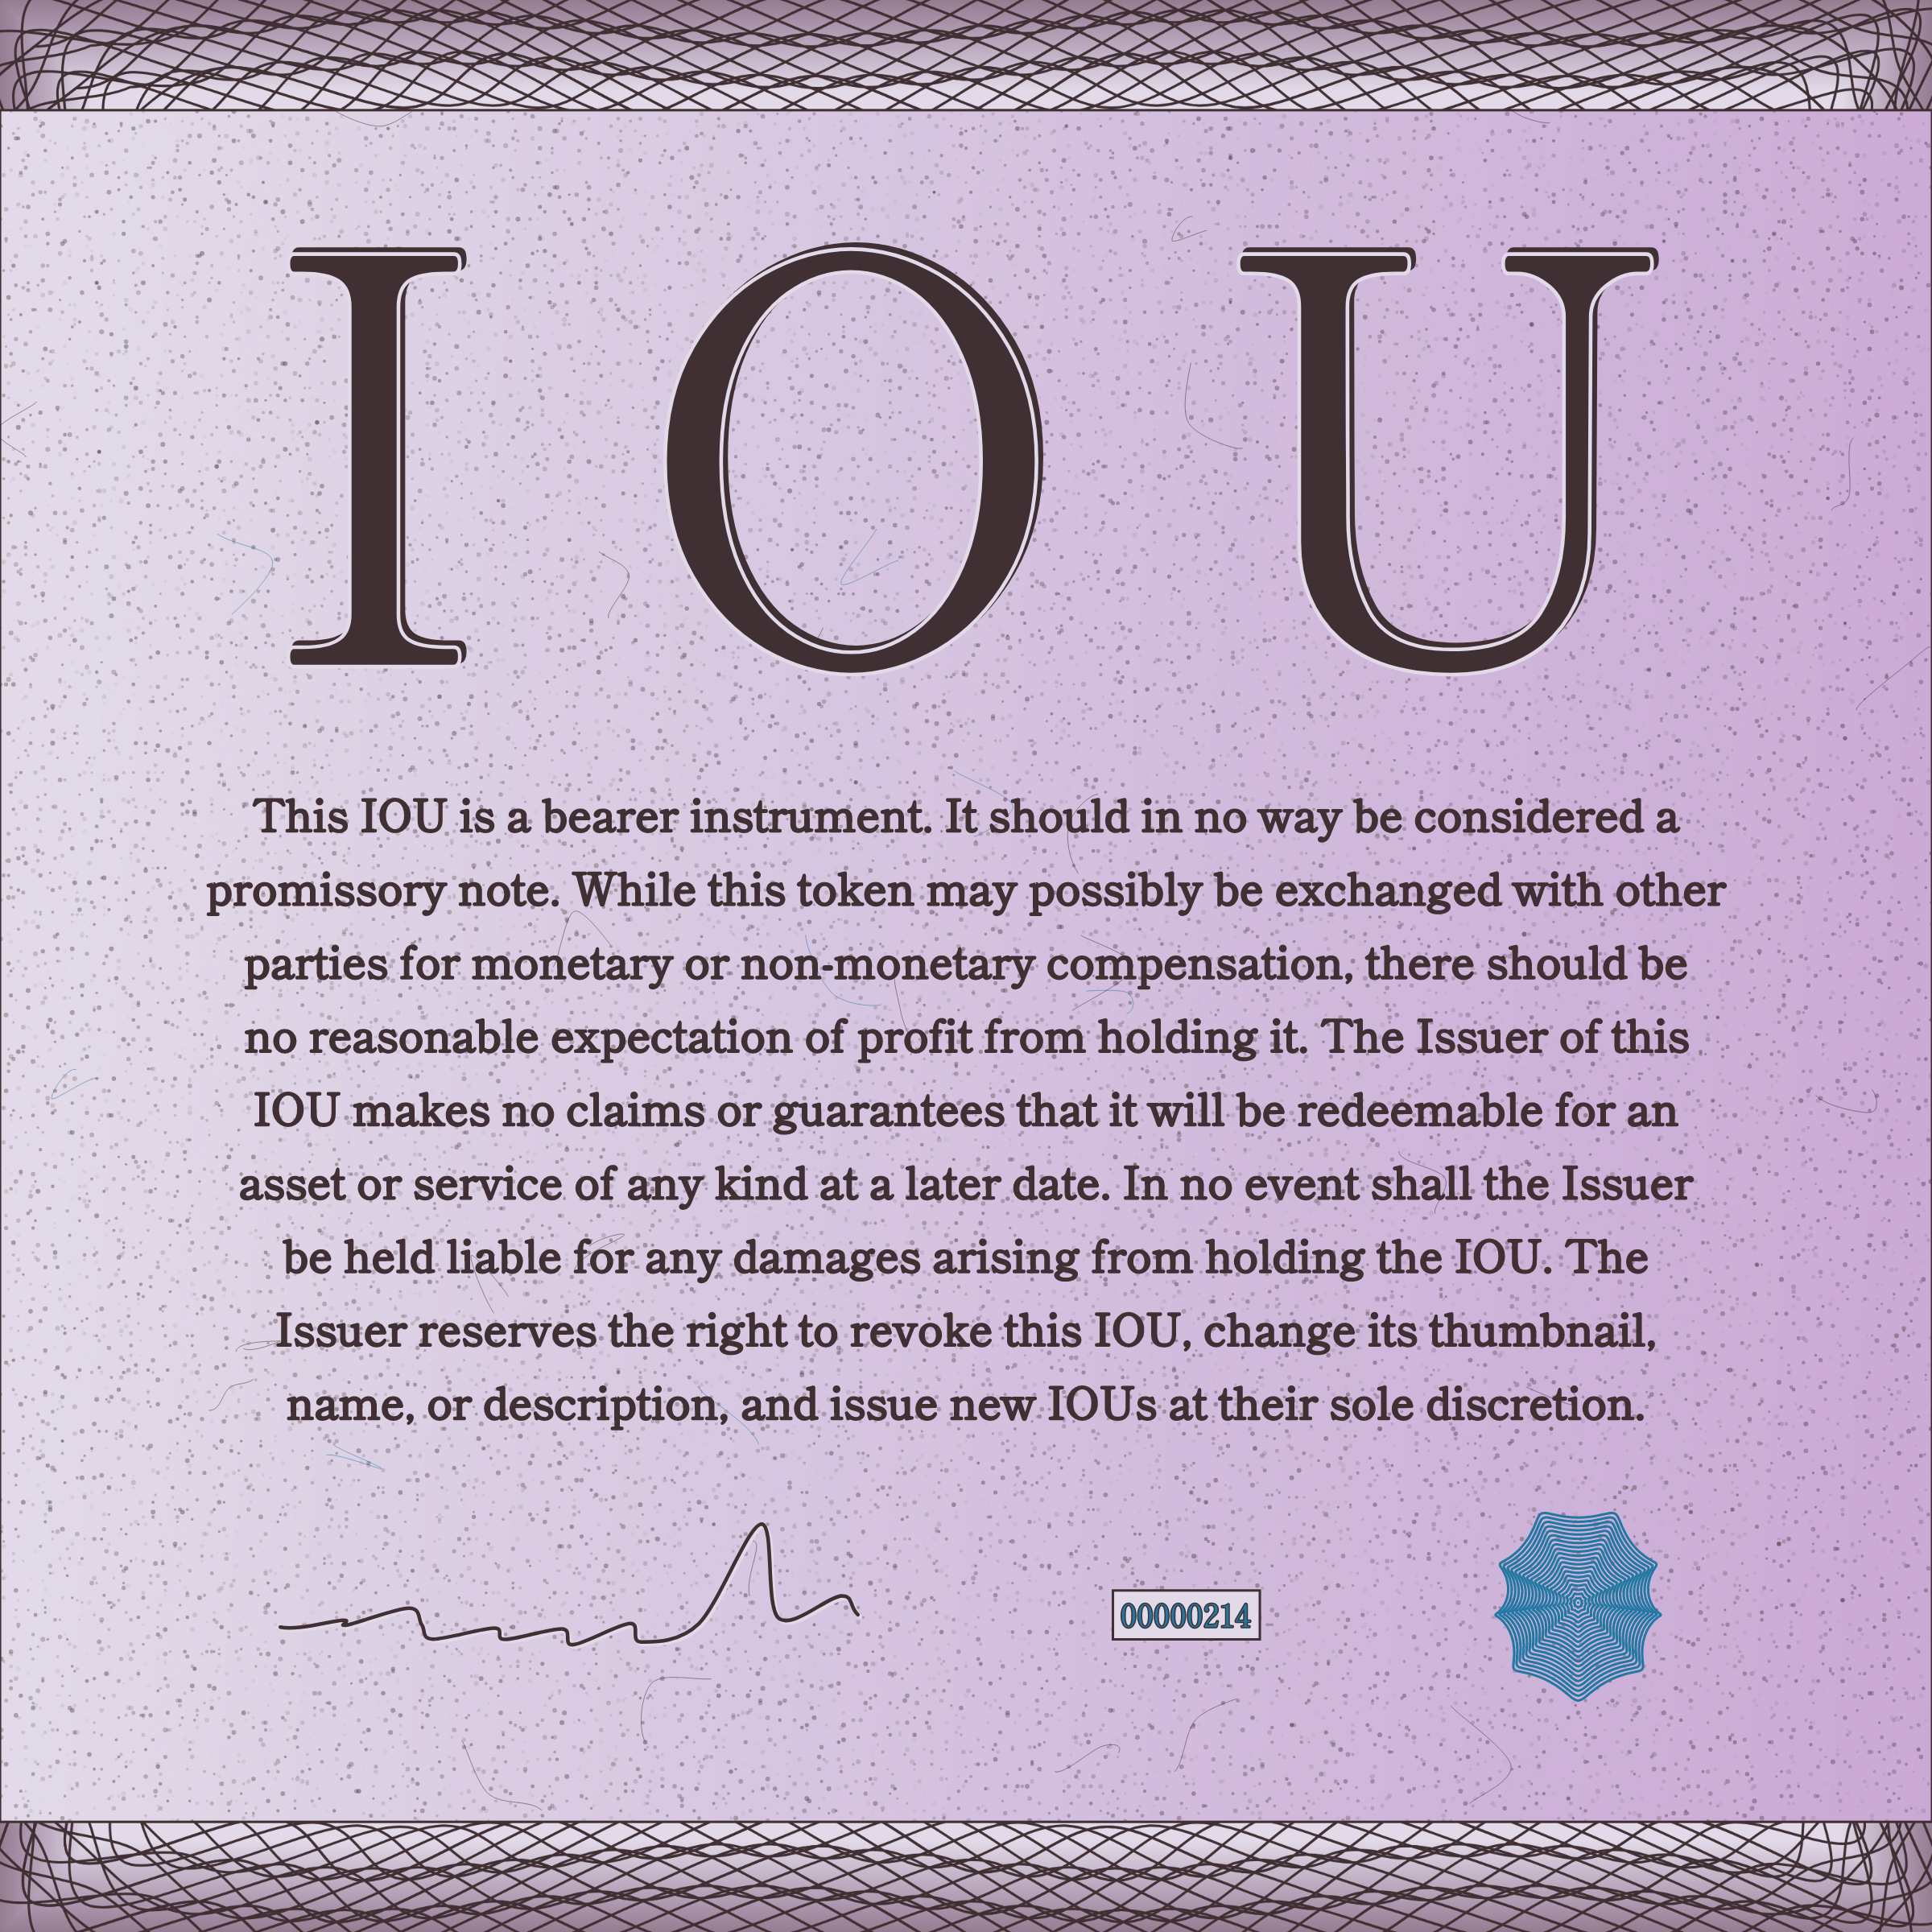 I O U
This IOU is a bearer instrument. It should in no way be considered a
promissory note. While this token may possibly be exchanged with other
parties for monetary or non-monetary compensation, there should be
no reasonable expectation of profit from holding it. The Issuer of this
IOU makes no claims or guarantees that it will be redeemable for an
asset or service of any kind at a later date. In no event shall the Issuer
be held liable for any damages arising from holding the IOU. The
Issuer reserves the right to revoke this IOU, change its thumbnail,
name, or description, and issue new IOUs at their sole discretion.
00000214